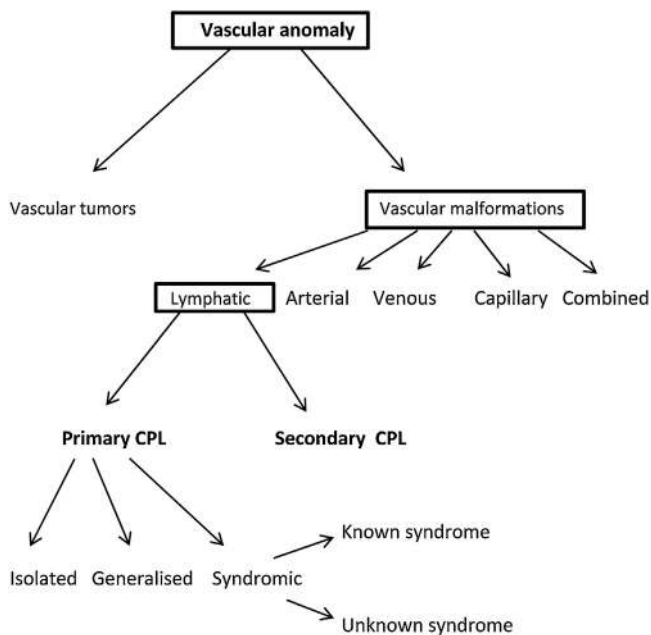 Vascular anomaly
Vascular tumors
Vascular malformations
Lymphatic
Arterial
Venous
Capillary
Combined
Primary CPL
Secondary CPL
Isolated
Generalised
Syndromic
Known syndrome
Unknown syndrome